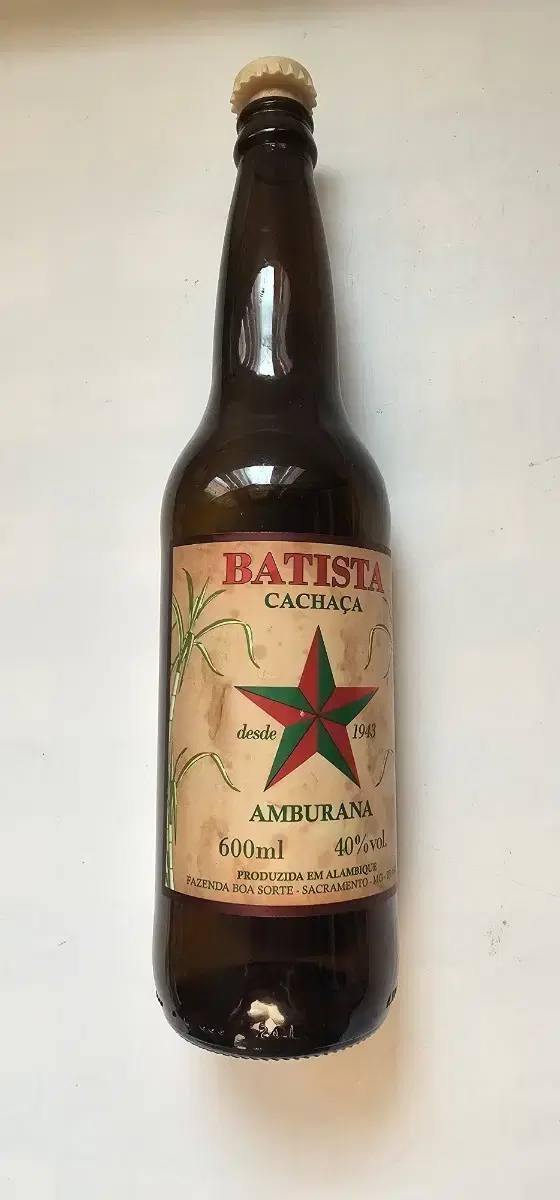 BATISTA
CACHAÇA
desde 1943
AMBURANA
600ml 40% vol.
PRODUZIDA EM ALAMBIQUE
FAZENDA BOA SORTE - SACRAMENTO - MG -